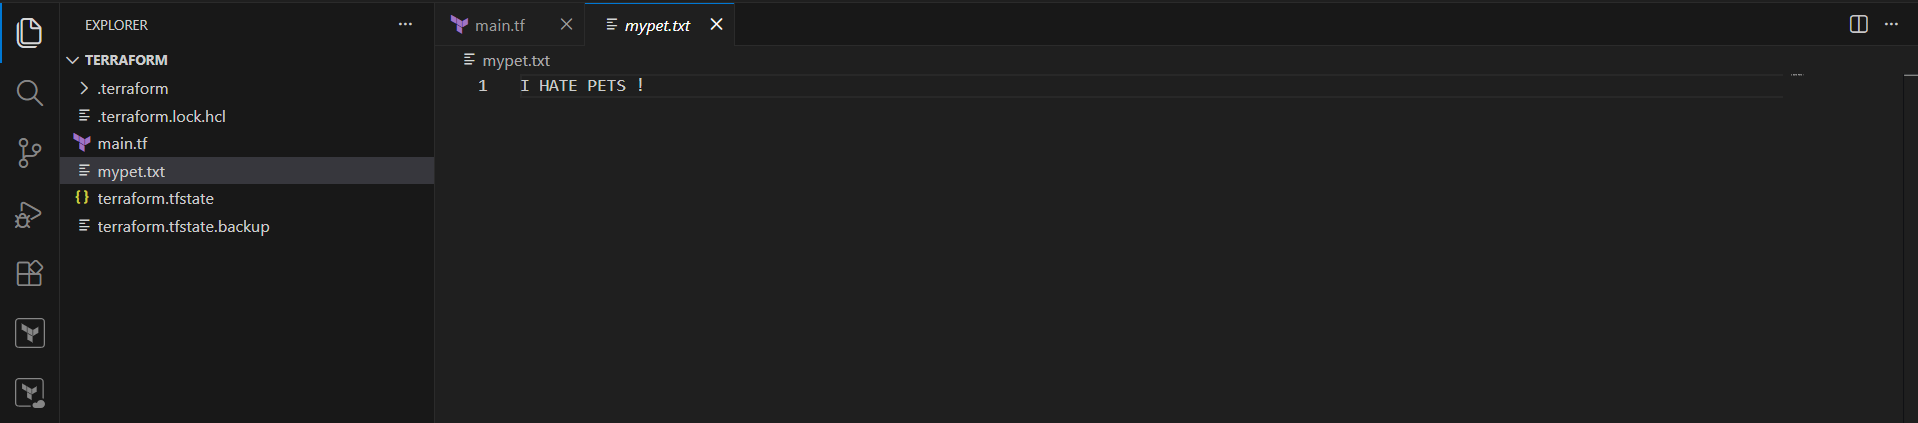 EXPLORER
TERRAFORM
.terraform
.terraform.lock.hcl
main.tf
mypet.txt
terraform.tfstate
terraform.tfstate.backup
main.tf
mypet.txt
mypet.txt
1 I HATE PETS !